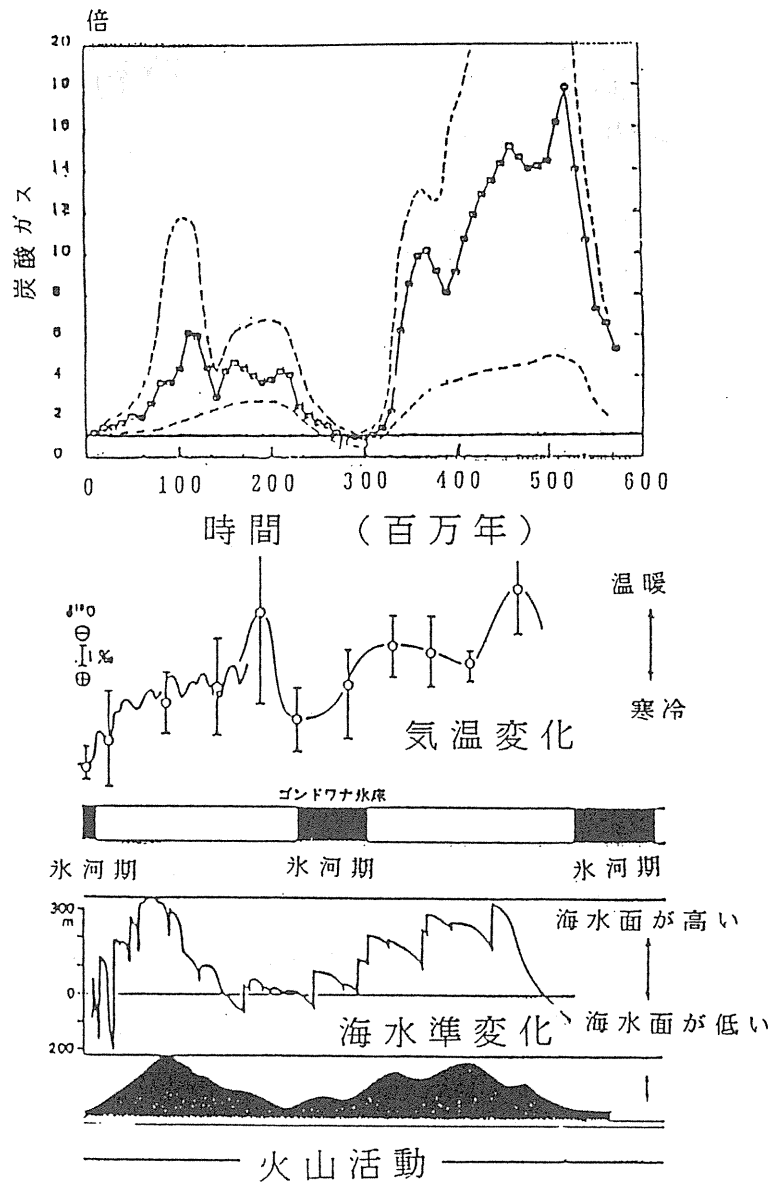 倍
20
18
16
14
12
10
8
6
4
2
0
炭酸ガス
0 100 200 300 400 500 600
時間 (百万年)
温暖
δ¹⁸O
⊖
1‰
⊕
寒冷
気温変化
ゴンドワナ氷床
氷河期 氷河期 氷河期
300
m
海水面が高い
0
海水準変化
海水面が低い
200
火山活動